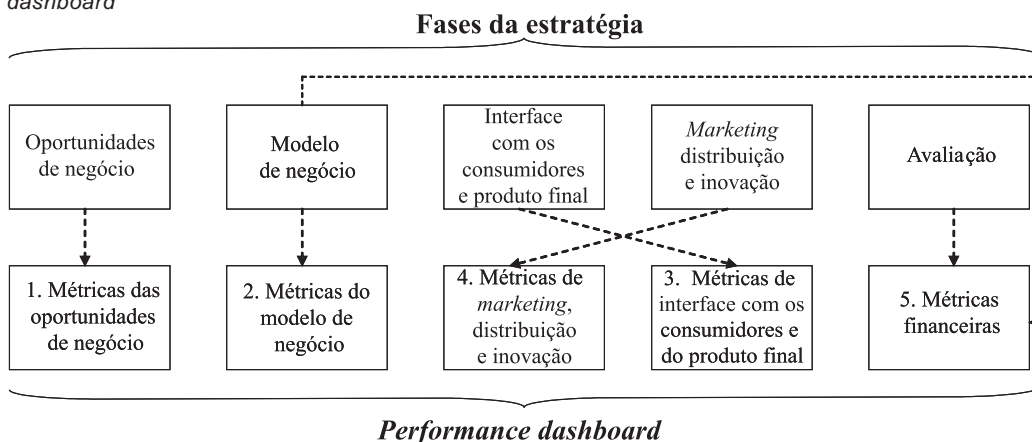 dashboard
Fases da estratégia
Oportunidades
de negócio
Modelo
de negócio
Interface
com os
consumidores
e produto final
Marketing
distribuição
e inovação
Avaliação
1. Métricas das
oportunidades
de negócio
2. Métricas do
modelo de
negócio
4. Métricas de
marketing,
distribuição
e inovação
3. Métricas de
interface com os
consumidores e
do produto final
5. Métricas
financeiras
Performance dashboard